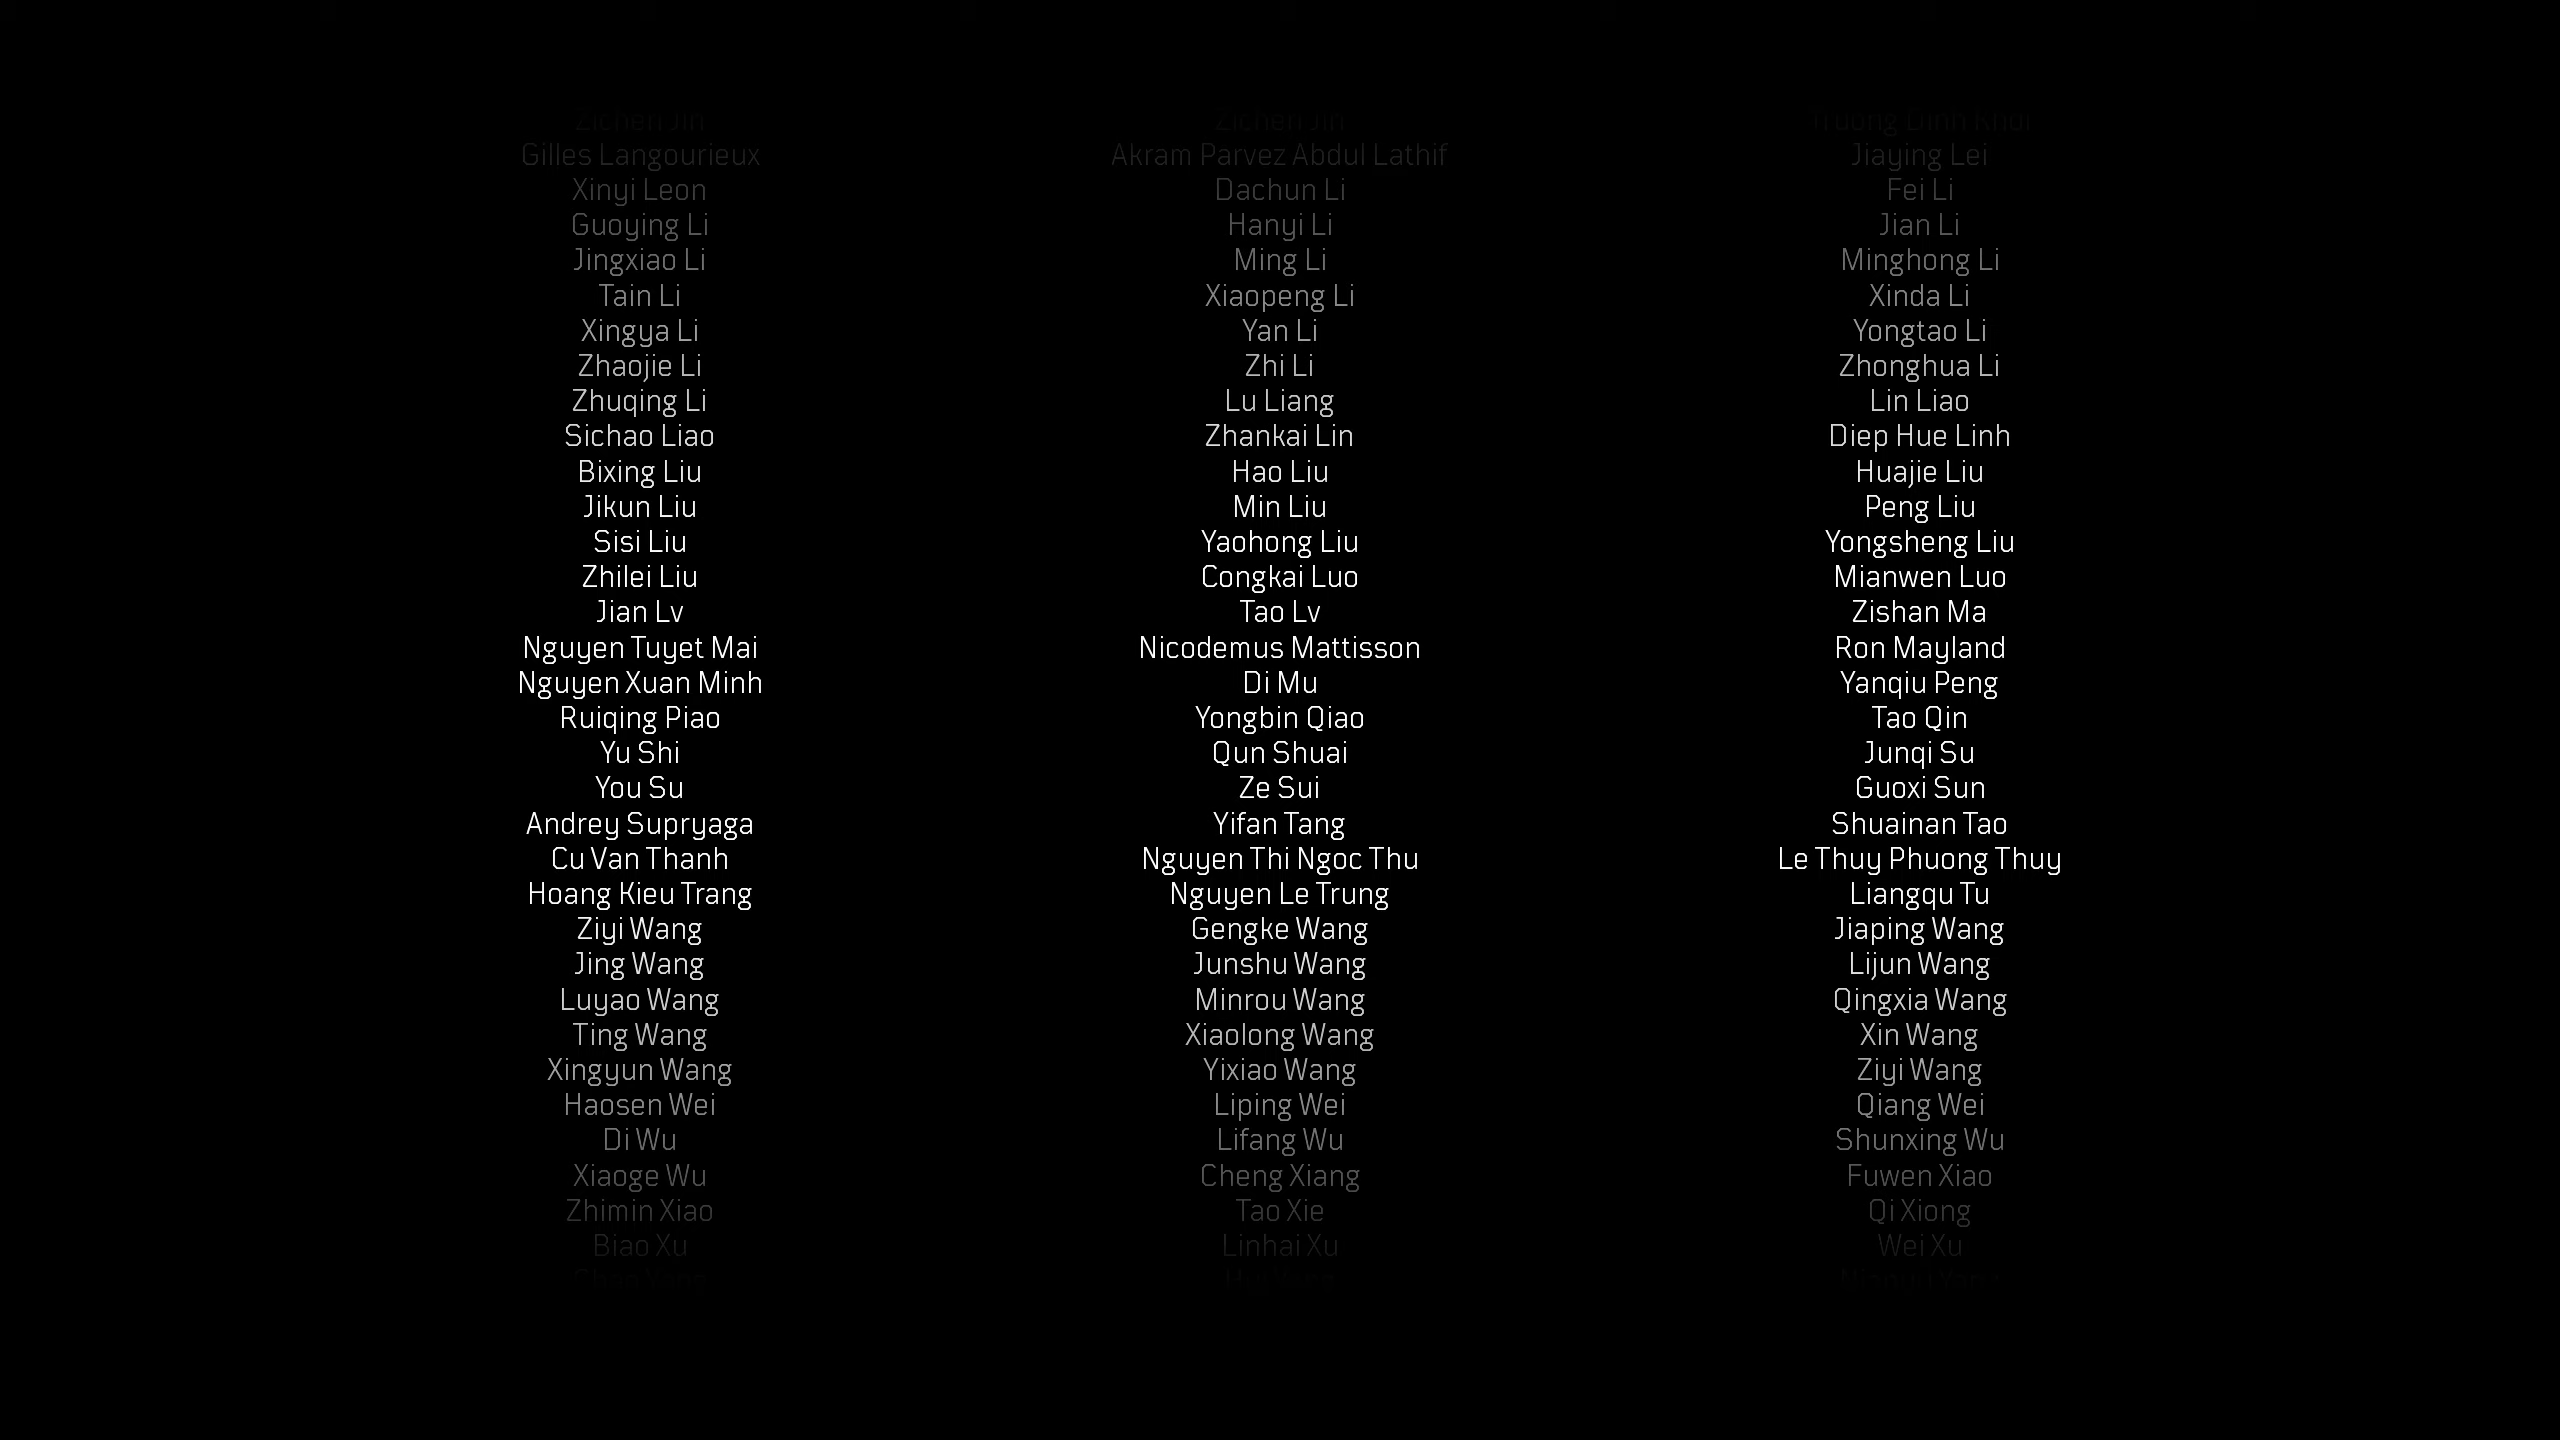 Zichen Jin Zichen Jin Truong Dinh Khoi
Gilles Langourieux Akram Parvez Abdul Lathif Jiaying Lei
Xinyi Leon Dachun Li Fei Li
Guoying Li Hanyi Li Jian Li
Jingxiao Li Ming Li Minghong Li
Tain Li Xiaopeng Li Xinda Li
Xingya Li Yan Li Yongtao Li
Zhaojie Li Zhi Li Zhonghua Li
Zhuqing Li Lu Liang Lin Liao
Sichao Liao Zhankai Lin Diep Hue Linh
Bixing Liu Hao Liu Huajie Liu
Jikun Liu Min Liu Peng Liu
Sisi Liu Yaohong Liu Yongsheng Liu
Zhilei Liu Congkai Luo Mianwen Luo
Jian Lv Tao Lv Zishan Ma
Nguyen Tuyet Mai Nicodemus Mattisson Ron Mayland
Nguyen Xuan Minh Di Mu Yanqiu Peng
Ruiqing Piao Yongbin Qiao Tao Qin
Yu Shi Qun Shuai Junqi Su
You Su Ze Sui Guoxi Sun
Andrey Supryaga Yifan Tang Shuainan Tao
Cu Van Thanh Nguyen Thi Ngoc Thu Le Thuy Phuong Thuy
Hoang Kieu Trang Nguyen Le Trung Liangqu Tu
Ziyi Wang Gengke Wang Jiaping Wang
Jing Wang Junshu Wang Lijun Wang
Luyao Wang Minrou Wang Qingxia Wang
Ting Wang Xiaolong Wang Xin Wang
Xingyun Wang Yixiao Wang Ziyi Wang
Haosen Wei Liping Wei Qiang Wei
Di Wu Lifang Wu Shunxing Wu
Xiaoge Wu Cheng Xiang Fuwen Xiao
Zhimin Xiao Tao Xie Qi Xiong
Biao Xu Linhai Xu Wei Xu